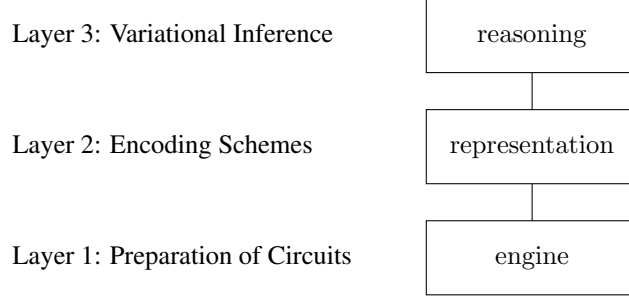 Layer 3: Variational Inference reasoning
Layer 2: Encoding Schemes representation
Layer 1: Preparation of Circuits engine